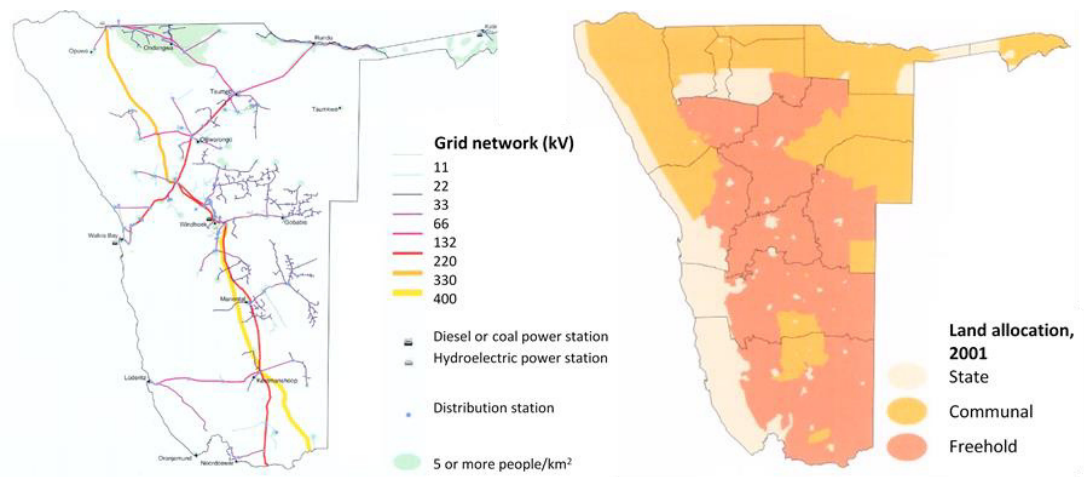 Opuwo
Ondangwa
Rundu
Tsumeb
Tsumkwe
Otjiwarongo
Windhoek
Gobabis
Walvis Bay
Mariental
Lüderitz
Keetmanshoop
Oranjemund
Noordoewer
Grid network (kV)
11
22
33
66
132
220
330
400
Diesel or coal power station
Hydroelectric power station
Distribution station
5 or more people/km²
Land allocation,
2001
State
Communal
Freehold